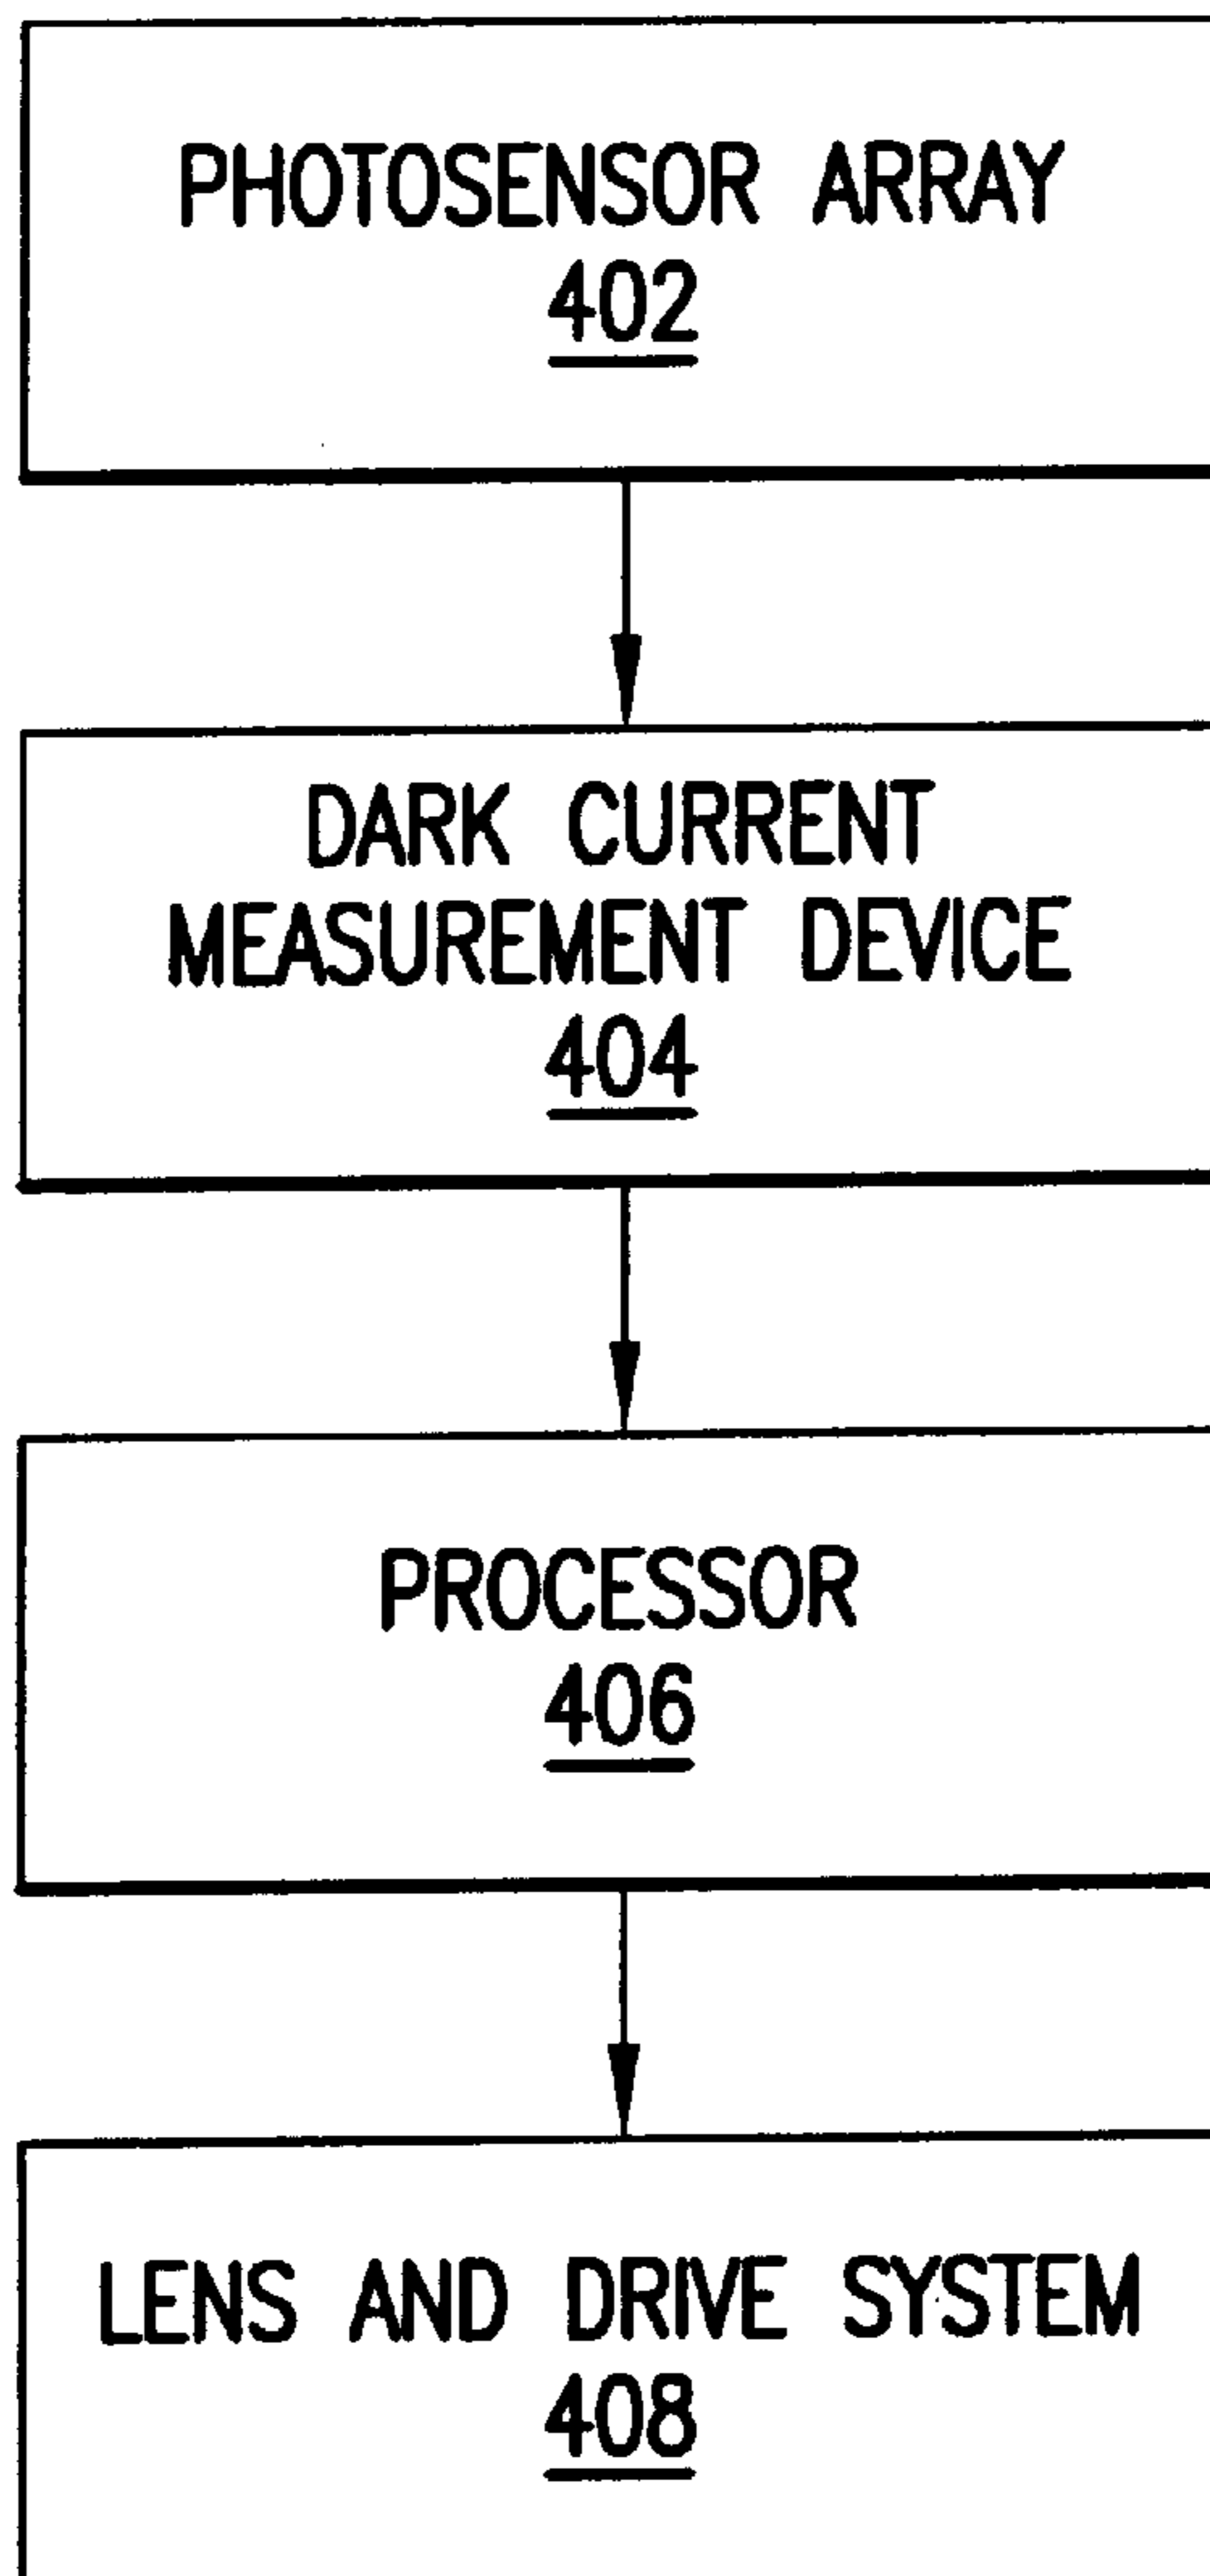 PHOTOSENSOR ARRAY
402
DARK CURRENT
MEASUREMENT DEVICE
404
PROCESSOR
406
LENS AND DRIVE SYSTEM
408